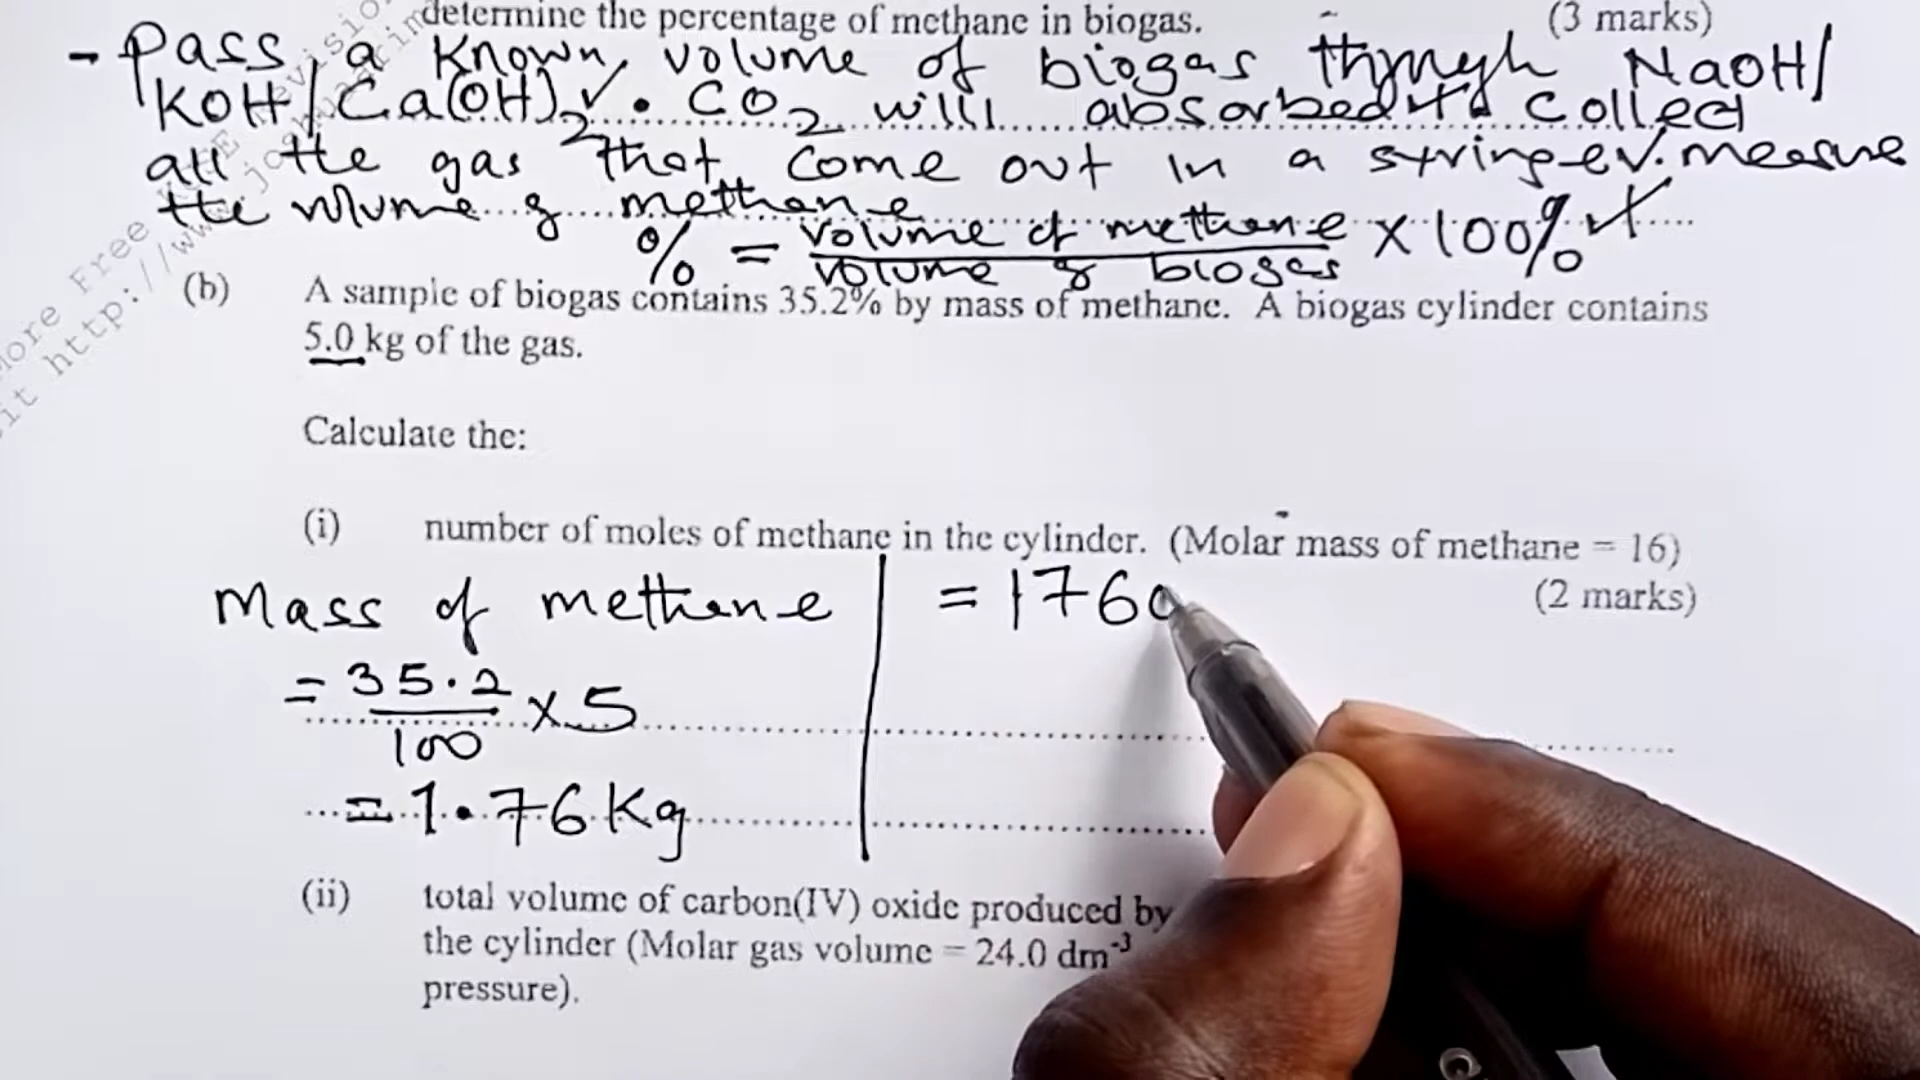 determine the percentage of methane in biogas. (3 marks)
- Pass a known volume of biogas through NaOH/
KOH/Ca(OH)₂✓. CO₂ will absorbed✓ collect
all the gas that come out in a syringe✓. measure
the volume of methane
% = volume of methane / volume of biogas × 100% ✓
(b) A sample of biogas contains 35.2% by mass of methane. A biogas cylinder contains
5.0 kg of the gas.
Calculate the:
(i) number of moles of methane in the cylinder. (Molar mass of methane = 16)
(2 marks)
Mass of methane
= 35.2 / 100 × 5
= 1.76 Kg
= 1760
(ii) total volume of carbon(IV) oxide produced by
the cylinder (Molar gas volume = 24.0 dm⁻³
pressure).